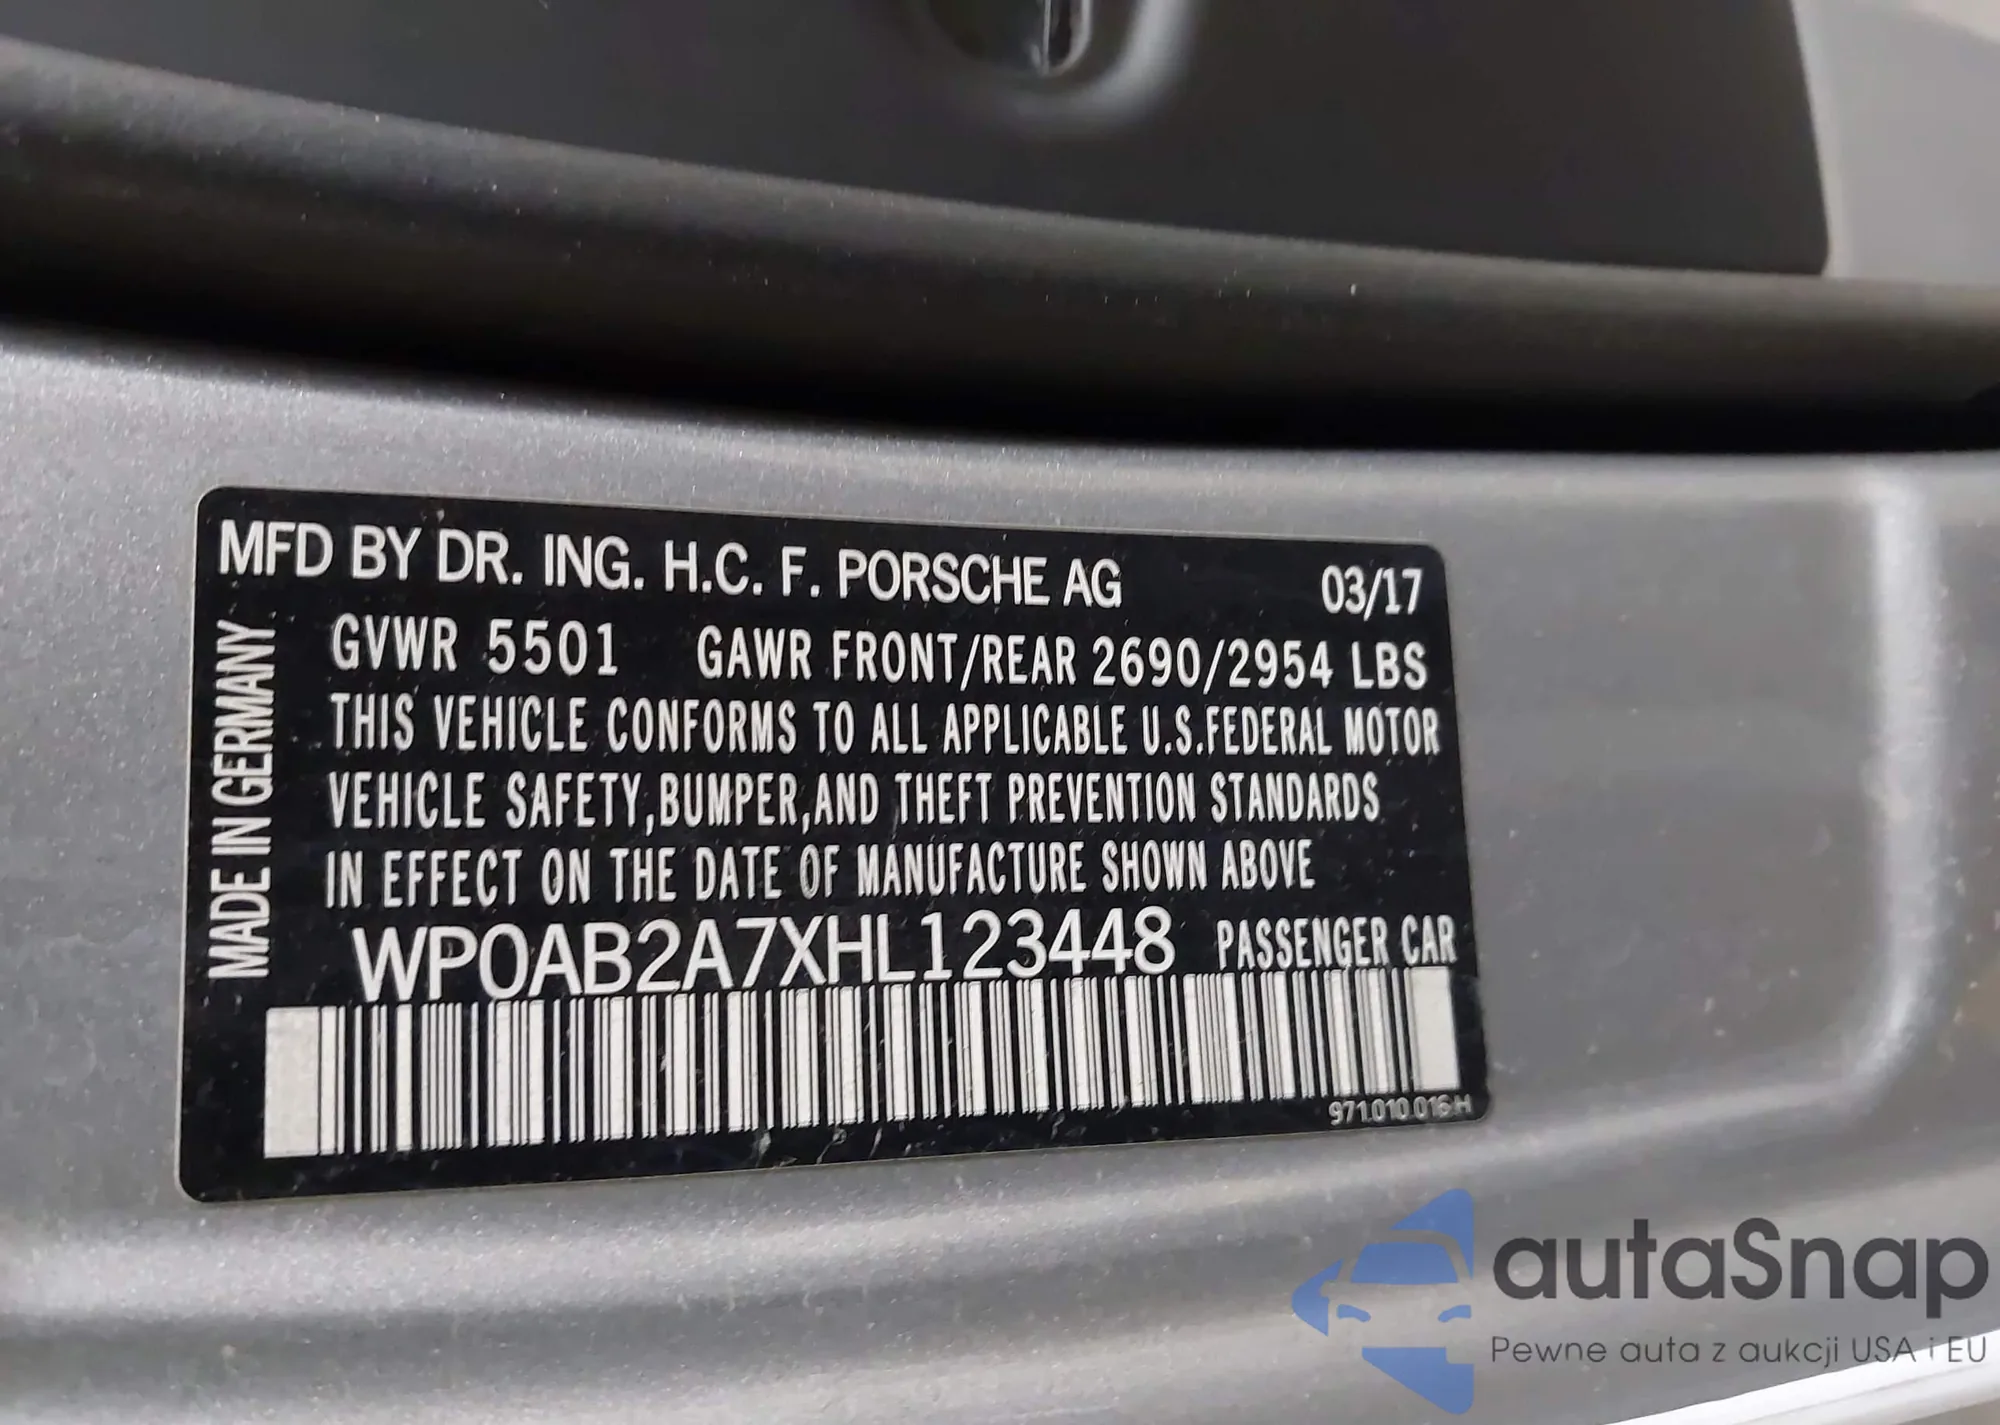 MFD BY DR. ING. H.C. F. PORSCHE AG 03/17
GVWR 5501 GAWR FRONT/REAR 2690/2954 LBS
THIS VEHICLE CONFORMS TO ALL APPLICABLE U.S.FEDERAL MOTOR
VEHICLE SAFETY,BUMPER,AND THEFT PREVENTION STANDARDS
IN EFFECT ON THE DATE OF MANUFACTURE SHOWN ABOVE
WP0AB2A7XHL123448 PASSENGER CAR
971.010.016.H
MADE IN GERMANY
autaSnap
Pewne auta z aukcji USA i EU